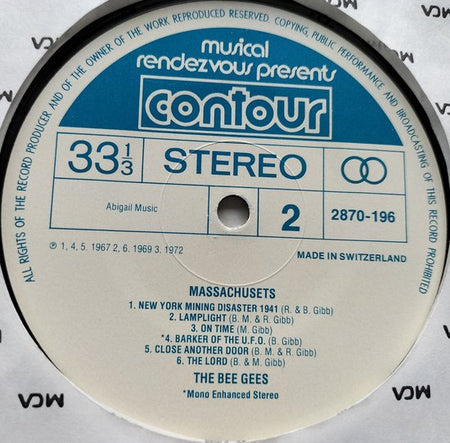 ALL RIGHTS OF THE RECORD PRODUCER AND OF THE OWNER OF THE WORK REPRODUCED RESERVED. COPYING, PUBLIC PERFORMANCE AND BROADCASTING OF THIS RECORD PROHIBITED
musical
rendezvous presents
contour
33 1/3 STEREO
Abigail Music 2 2870-196
℗ 1, 4, 5. 1967 2, 6. 1969 3. 1972
MADE IN SWITZERLAND
MASSACHUSETS
1. NEW YORK MINING DISASTER 1941 (R. & B. Gibb)
2. LAMPLIGHT (B. M. & R. Gibb)
3. ON TIME (M. Gibb)
*4. BARKER OF THE U.F.O. (B. Gibb)
5. CLOSE ANOTHER DOOR (B. M. & R. Gibb)
6. THE LORD (B. & M. Gibb)
THE BEE GEES
*Mono Enhanced Stereo
MCA
MCA
MCA
MCA